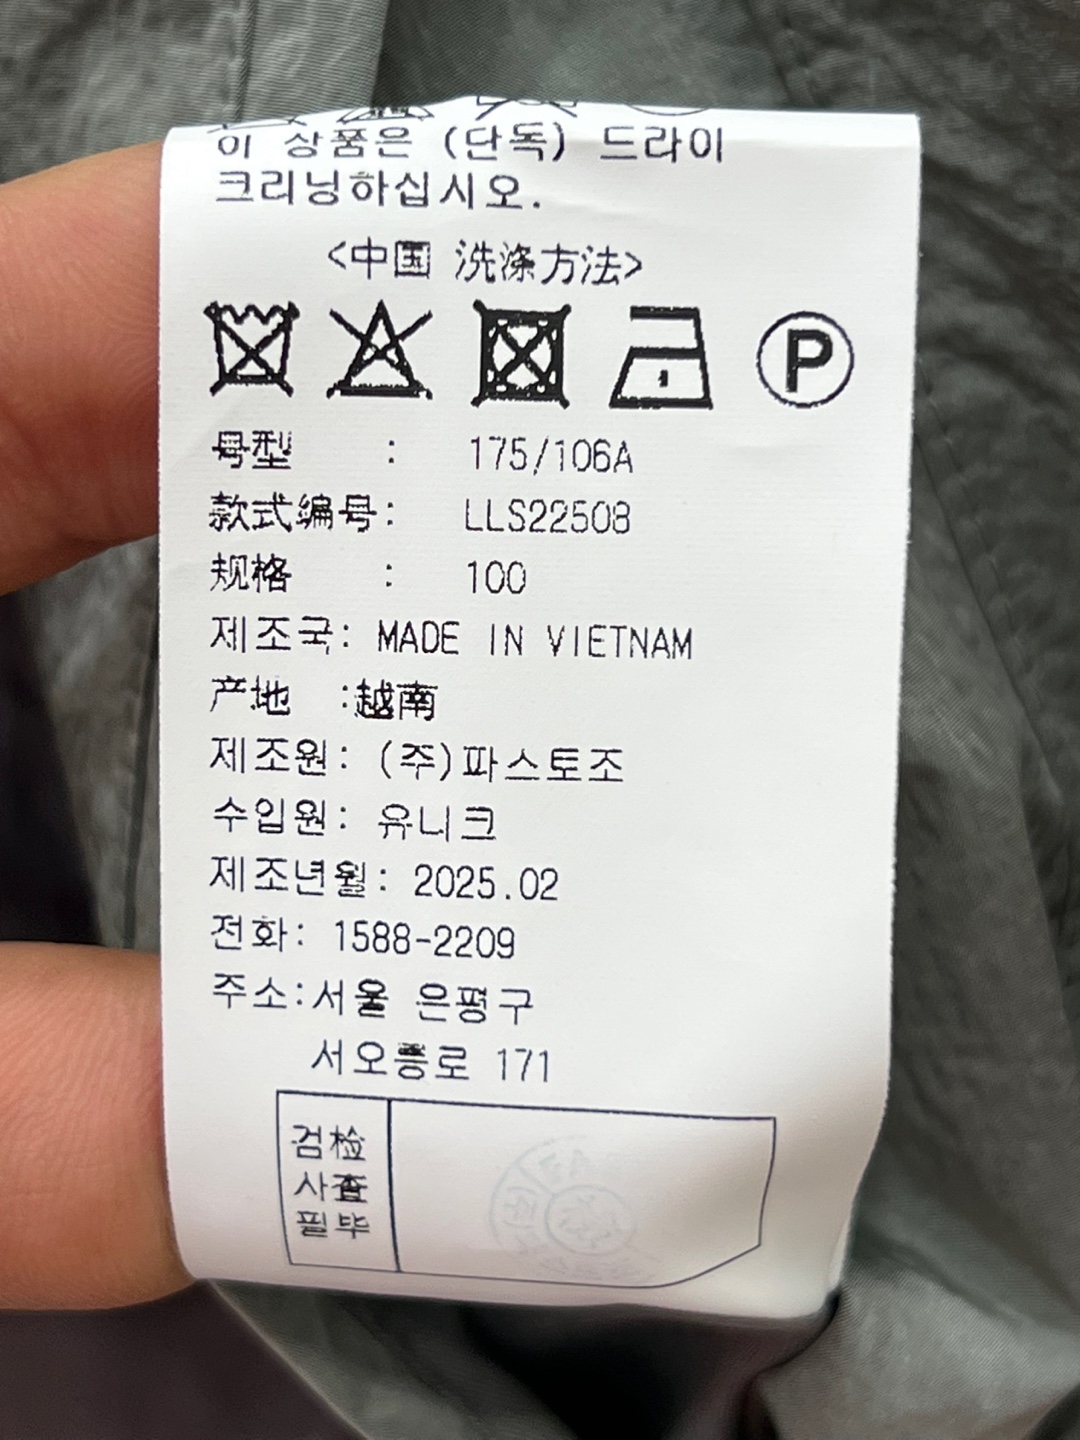 이 상품은 (단독) 드라이
크리닝하십시오.
<中国 洗涤方法>
P
号型 : 175/106A
款式编号: LLS22508
规格 : 100
제조국: MADE IN VIETNAM
产地 :越南
제조원: (주)파스토조
수입원: 유니크
제조년월: 2025.02
전화: 1588-2209
주소:서울 은평구
서오릉로 171
검检
사査
필毕